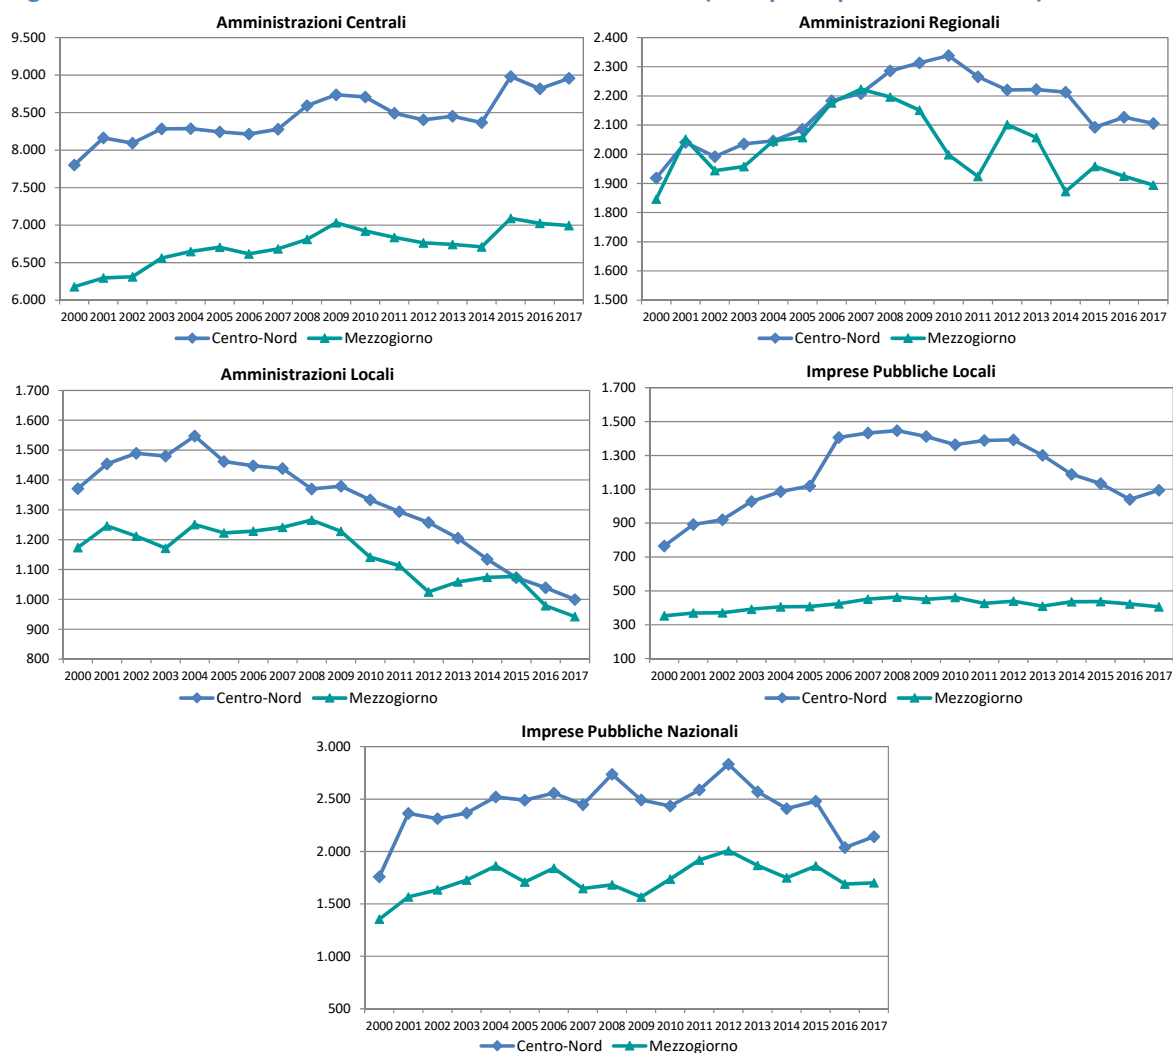 Amministrazioni Centrali
9.500
9.000
8.500
8.000
7.500
7.000
6.500
6.000
2000 2001 2002 2003 2004 2005 2006 2007 2008 2009 2010 2011 2012 2013 2014 2015 2016 2017
Centro-Nord Mezzogiorno
Amministrazioni Regionali
2.400
2.300
2.200
2.100
2.000
1.900
1.800
1.700
1.600
1.500
2000 2001 2002 2003 2004 2005 2006 2007 2008 2009 2010 2011 2012 2013 2014 2015 2016 2017
Centro-Nord Mezzogiorno
Amministrazioni Locali
1.700
1.600
1.500
1.400
1.300
1.200
1.100
1.000
900
800
2000 2001 2002 2003 2004 2005 2006 2007 2008 2009 2010 2011 2012 2013 2014 2015 2016 2017
Centro-Nord Mezzogiorno
Imprese Pubbliche Locali
1.700
1.500
1.300
1.100
900
700
500
300
100
2000 2001 2002 2003 2004 2005 2006 2007 2008 2009 2010 2011 2012 2013 2014 2015 2016 2017
Centro-Nord Mezzogiorno
Imprese Pubbliche Nazionali
3.000
2.500
2.000
1.500
1.000
500
2000 2001 2002 2003 2004 2005 2006 2007 2008 2009 2010 2011 2012 2013 2014 2015 2016 2017
Centro-Nord Mezzogiorno